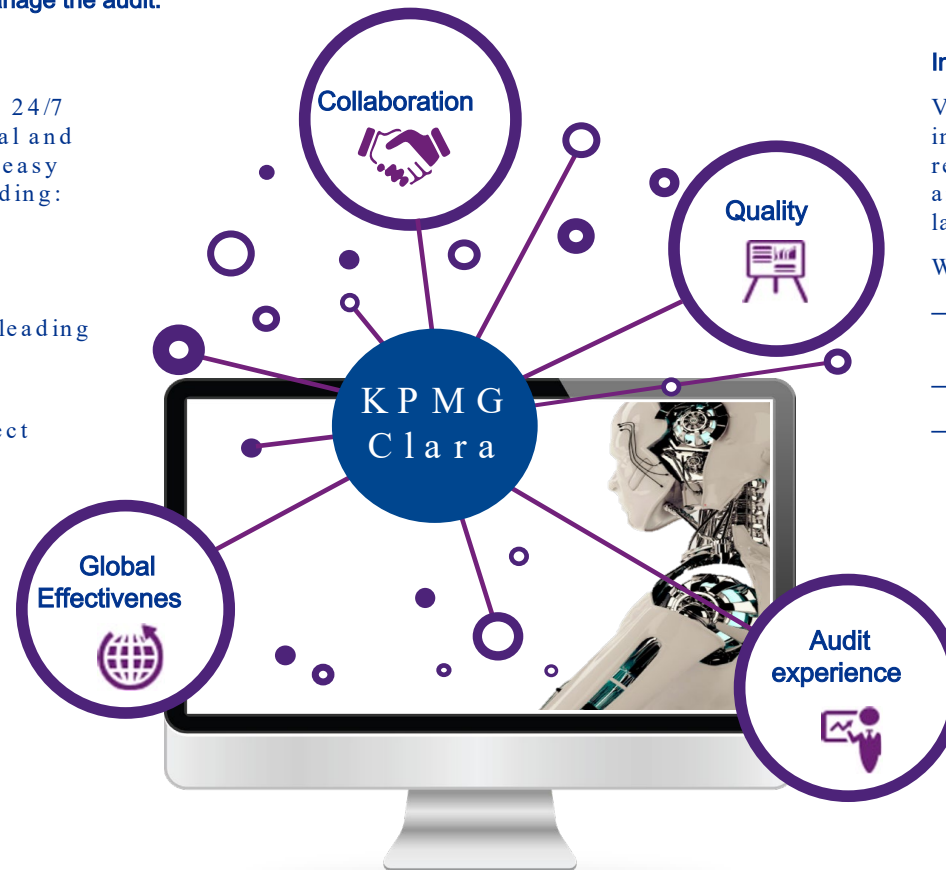 nage the audit.
24/7
al and
easy
ding:
leading
ect
Collaboration
Quality
KPMG
Clara
Global
Effectivenes
Audit
experience
In
V
in
re
a
la
W
–
–
–